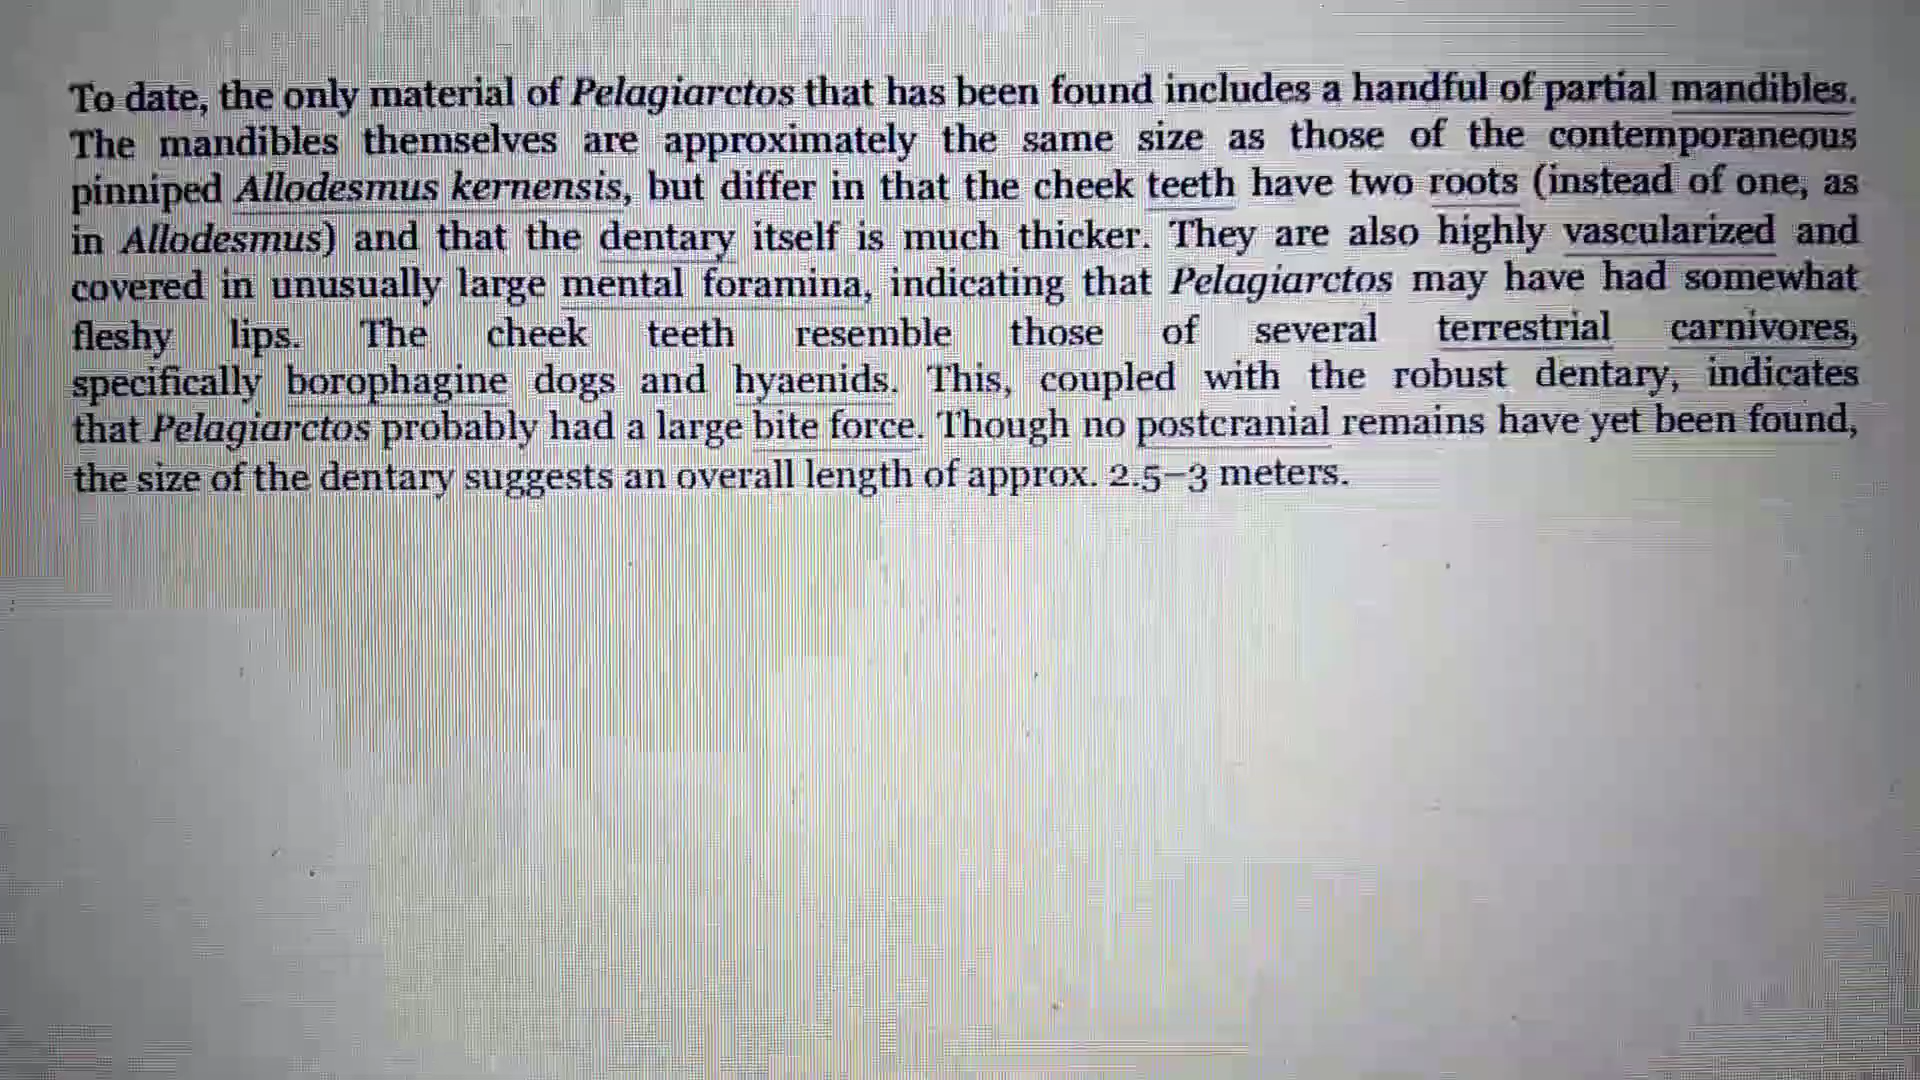 To date, the only material of Pelagiarctos that has been found includes a handful of partial mandibles.
The mandibles themselves are approximately the same size as those of the contemporaneous
pinniped Allodesmus kernensis, but differ in that the cheek teeth have two roots (instead of one, as
in Allodesmus) and that the dentary itself is much thicker. They are also highly vascularized and
covered in unusually large mental foramina, indicating that Pelagiarctos may have had somewhat
fleshy lips. The cheek teeth resemble those of several terrestrial carnivores,
specifically borophagine dogs and hyaenids. This, coupled with the robust dentary, indicates
that Pelagiarctos probably had a large bite force. Though no postcranial remains have yet been found,
the size of the dentary suggests an overall length of approx. 2.5–3 meters.